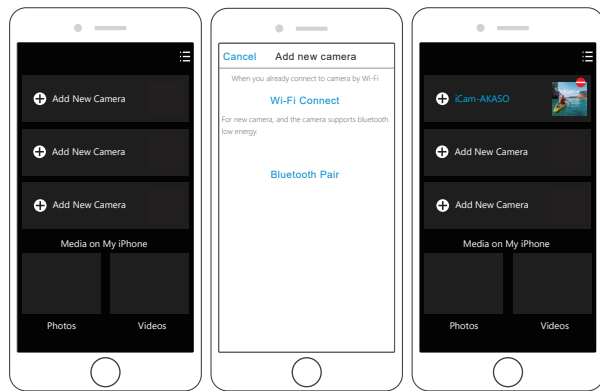 Add New Camera
Add New Camera
Add New Camera
Media on My iPhone
Photos Videos
Cancel Add new camera
When you already connect to camera by Wi-Fi
Wi-Fi Connect
For new camera, and the camera supports bluetooth
low energy.
Bluetooth Pair
iCam-AKASO
Add New Camera
Add New Camera
Media on My iPhone
Photos Videos